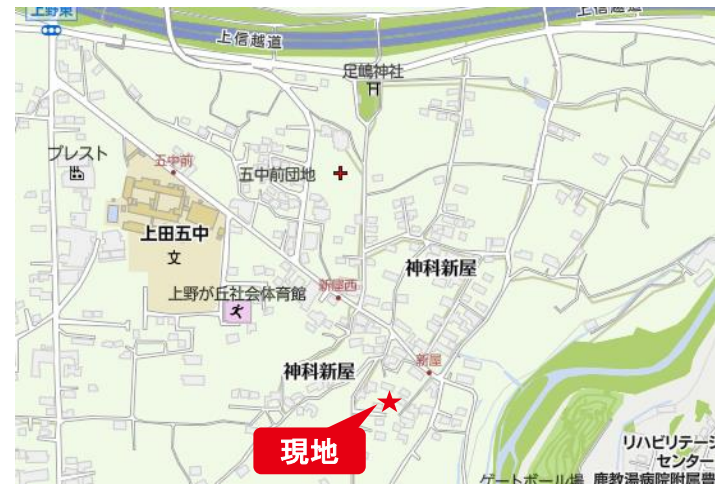 上野東
上信越道
上信越道
足嶋神社
プレスト
五中前
五中前団地
上田五中
文
神科新屋
新屋西
上野が丘社会体育館
神科新屋
新屋
現地
リハビリテーシ
センター
ゲートボール場
鹿教湯病院附属豊